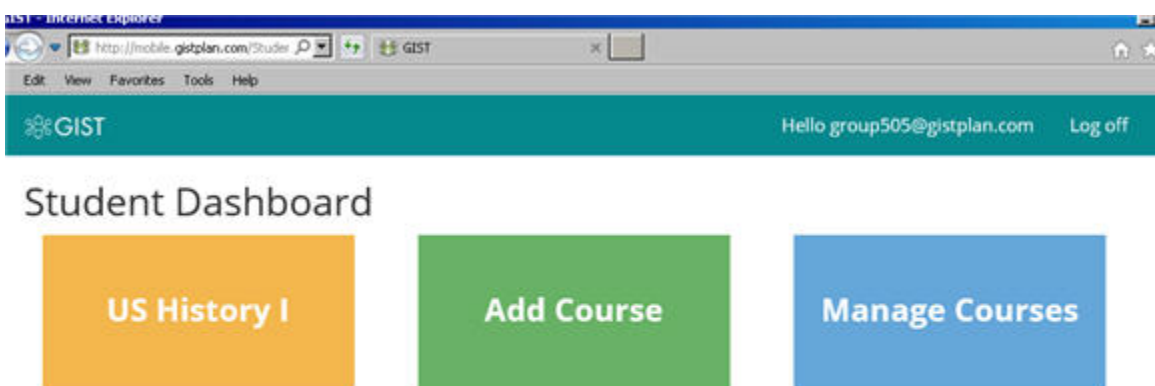 GIST - Internet Explorer
http://mobile.gistplan.com/Studer
GIST
Edit View Favorites Tools Help
GIST
Hello group505@gistplan.com Log off
Student Dashboard
US History I Add Course Manage Courses